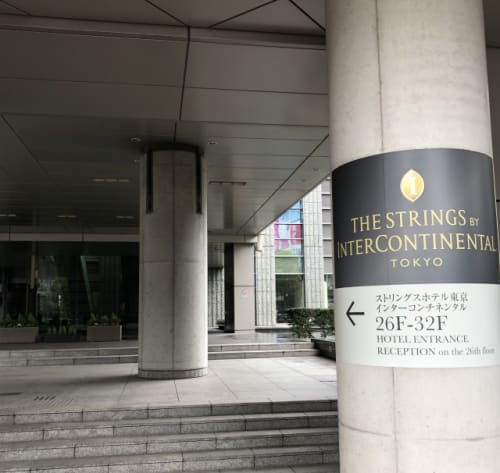 THE STRINGS BY
INTERCONTINENTAL
TOKYO
ストリングスホテル東京
インターコンチネンタル
26F-32F
HOTEL ENTRANCE
RECEPTION on the 26th floor